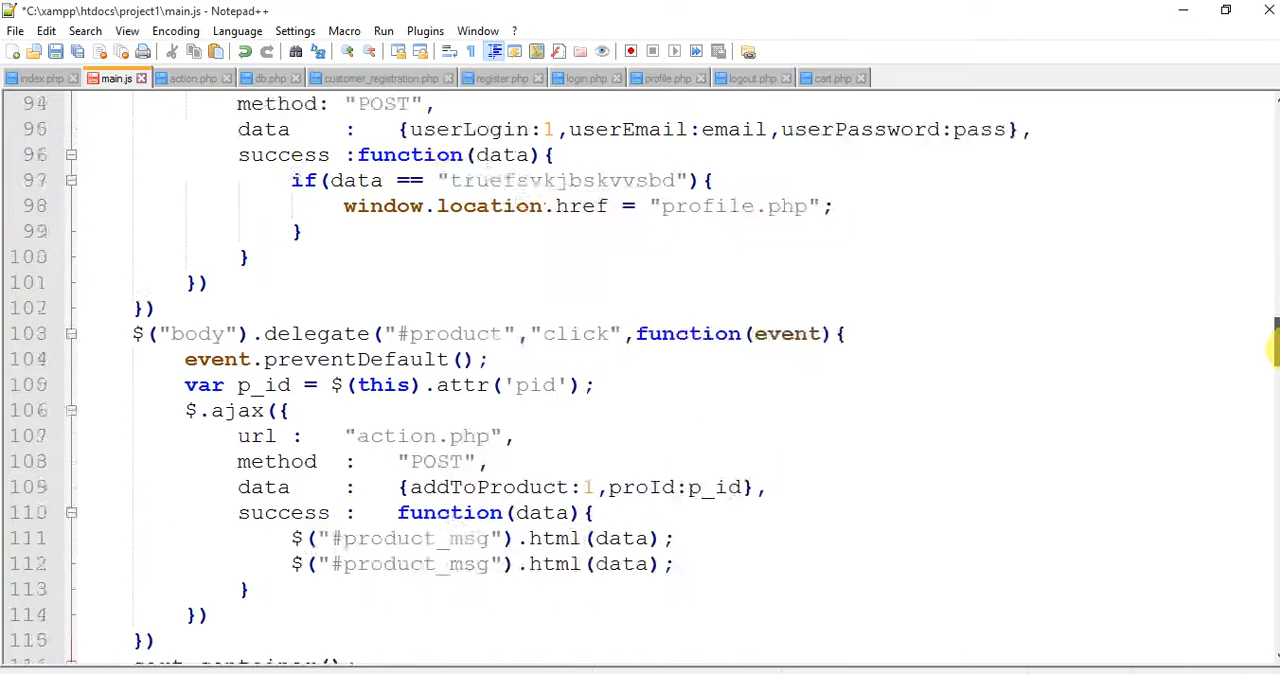 *C:\xampp\htdocs\project1\main.js - Notepad++
File Edit Search View Encoding Language Settings Macro Run Plugins Window ?
index.php main.js action.php db.php customer_registration.php register.php login.php profile.php logout.php cart.php
94 method: "POST",
95 data : {userLogin:1,userEmail:email,userPassword:pass},
96 success :function(data){
97 if(data == "truefsvkjbskvvsbd"){
98 window.location.href = "profile.php";
99 }
100 }
101 })
102 })
103 $("body").delegate("#product","click",function(event){
104 event.preventDefault();
105 var p_id = $(this).attr('pid');
106 $.ajax({
107 url : "action.php",
108 method : "POST",
109 data : {addToProduct:1,proId:p_id},
110 success : function(data){
111 $("#product_msg").html(data);
112 $("#product_msg").html(data);
113 }
114 })
115 })
116 cart_container();